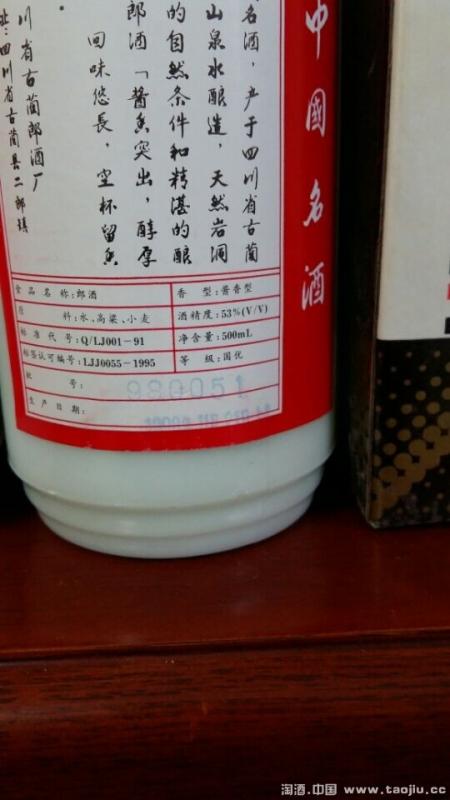 中國名酒
名酒，产于四川省古蔺
山泉水酿造，天然岩洞
的自然条件和精湛的酿
郎酒「酱香突出，醇厚
回味悠長，空杯留香
川省古蔺郎酒厂
四川省古蔺县二郎镇
食品名称:郎酒
香型:酱香型
料:水、高粱、小麦
酒精度:53%(V/V)
标准代号:Q/LJ001-91
净含量:500mL
标签认可编号:LJJ0055-1995
等级:国优
批号: 980051
生产日期:
淘酒.中国 www.taojiu.cc